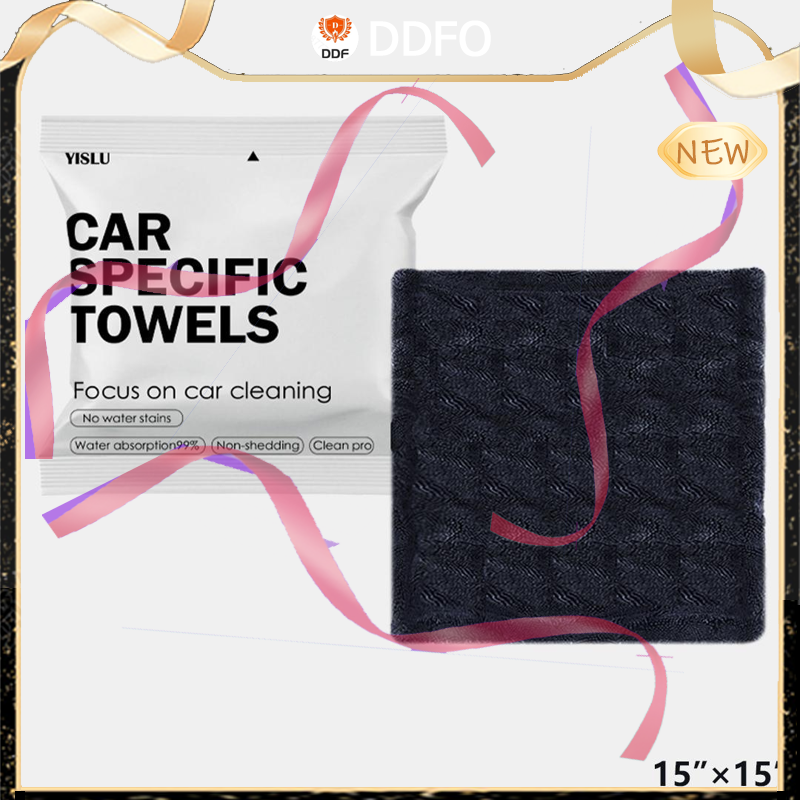 DDF
DDFO
NEW
YISLU
CAR
SPECIFIC
TOWELS
Focus on car cleaning
No water stains
Water absorption99%
Non-shedding
Clean pro
15″×15″